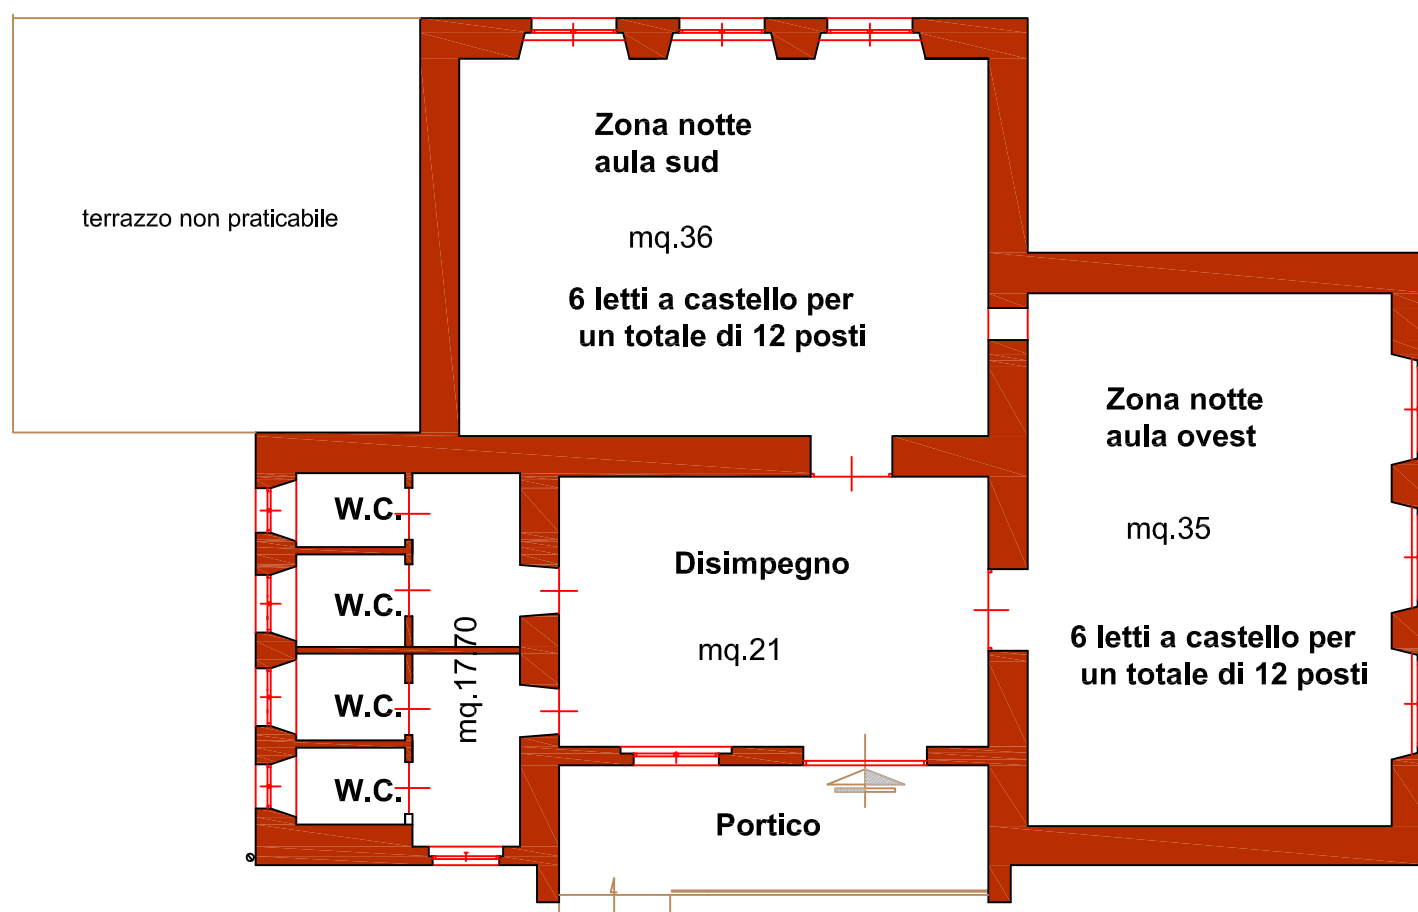 Zona notte
aula sud
terrazzo non praticabile
mq.36
6 letti a castello per
un totale di 12 posti
Zona notte
aula ovest
mq.35
6 letti a castello per
un totale di 12 posti
W.C.
W.C.
W.C.
W.C.
mq.17.70
Disimpegno
mq.21
Portico